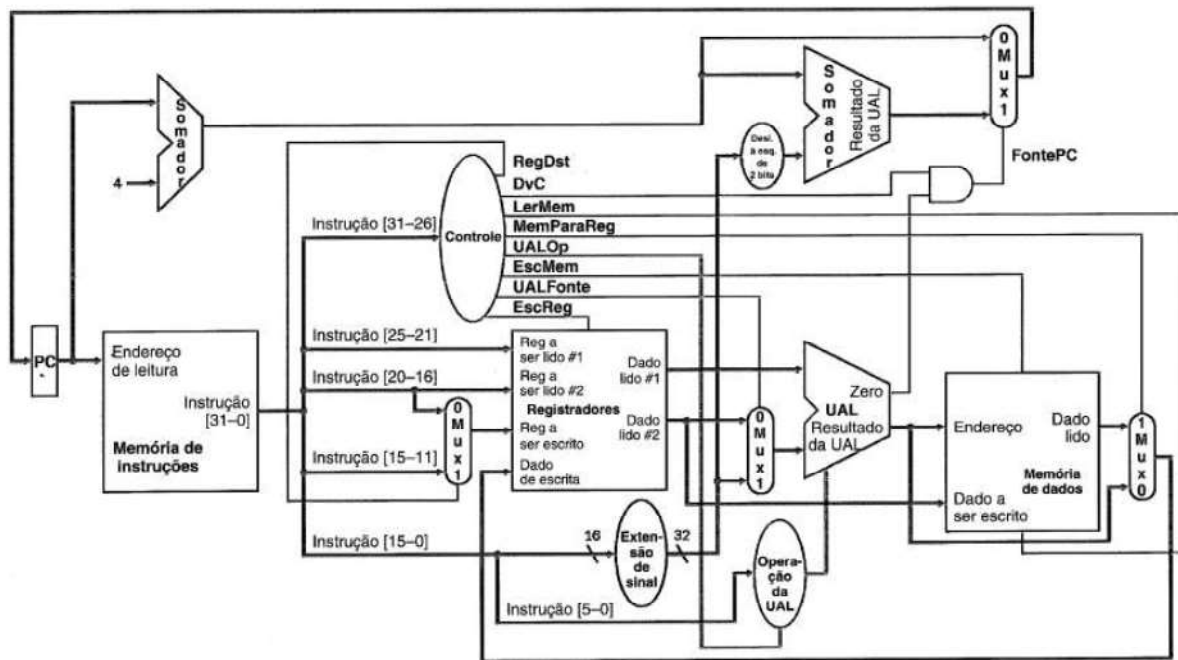 Somador
4
Somador
Resultado da UAL
0 Mux 1
Desl. à esq. de 2 bits
FontePC
RegDst
DvC
LerMem
MemParaReg
UALOp
EscMem
UALFonte
EscReg
Controle
Instrução [31–26]
Instrução [25–21]
Instrução [20–16]
Instrução [15–11]
Instrução [15–0]
Instrução [5–0]
PC
Endereço
de leitura
Instrução
[31–0]
Memória de
instruções
0 Mux 1
Reg a
ser lido #1
Reg a
ser lido #2
Registradores
Reg a
ser escrito
Dado
de escrita
Dado
lido #1
Dado
lido #2
16
Exten-
são de
sinal
32
0 Mux 1
Zero
UAL
Resultado
da UAL
Opera-
ção da
UAL
Endereço
Dado
lido
Memória
de dados
Dado a
ser escrito
1 Mux 0